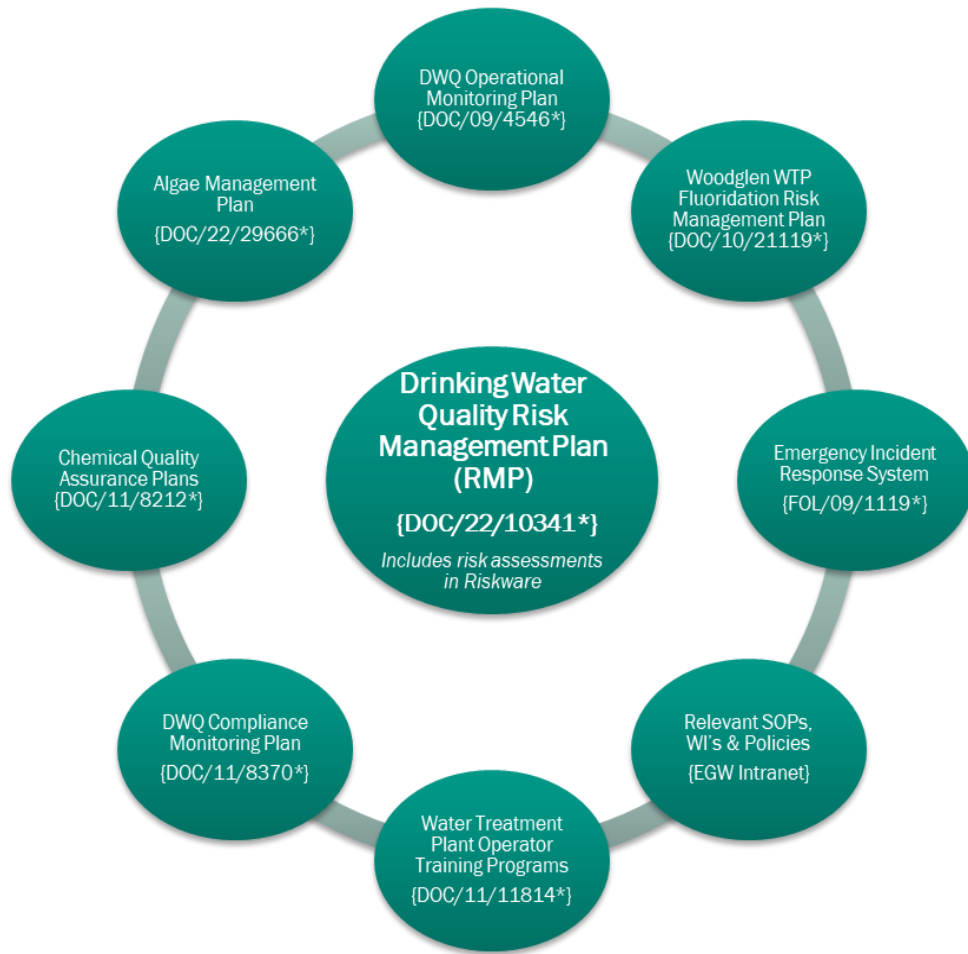 DWQ Operational
Monitoring Plan
{DOC/09/4546*}
Algae Management
Plan
{DOC/22/29666*}
Woodglen WTP
Fluoridation Risk
Management Plan
{DOC/10/21119*}
Drinking Water
Quality Risk
Management Plan
(RMP)
{DOC/22/10341*}
Includes risk assessments
in Riskware
Chemical Quality
Assurance Plans
{DOC/11/8212*}
Emergency Incident
Response System
{FOL/09/1119*}
DWQ Compliance
Monitoring Plan
{DOC/11/8370*}
Relevant SOPs,
WI's & Policies
{EGW Intranet}
Water Treatment
Plant Operator
Training Programs
{DOC/11/11814*}